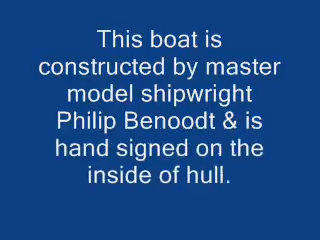 This boat is
constructed by master
model shipwright
Philip Benoodt & is
hand signed on the
inside of hull.